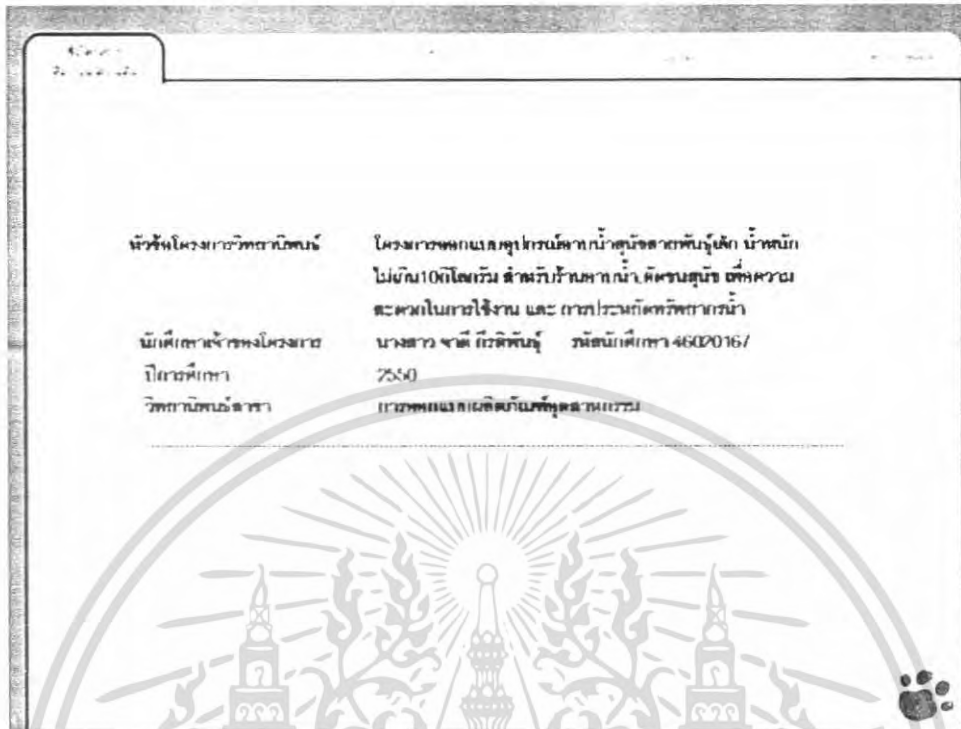 หัวข้อโครงการวิทยานิพนธ์ โครงการออกแบบอุปกรณ์อาบน้ำสุนัขสายพันธุ์เล็ก น้ำหนัก
ไม่เกิน10กิโลกรัม สำหรับร้านอาบน้ำ,ตัดขนสุนัข เพื่อความ
สะดวกในการใช้งาน และ การประหยัดทรัพยากรน้ำ
นักศึกษาเจ้าของโครงการ นางสาว กีรติพันธุ์ รหัสนักศึกษา 46020167
ปีการศึกษา 2550
วิทยานิพนธ์สาขา การออกแบบผลิตภัณฑ์อุตสาหกรรม